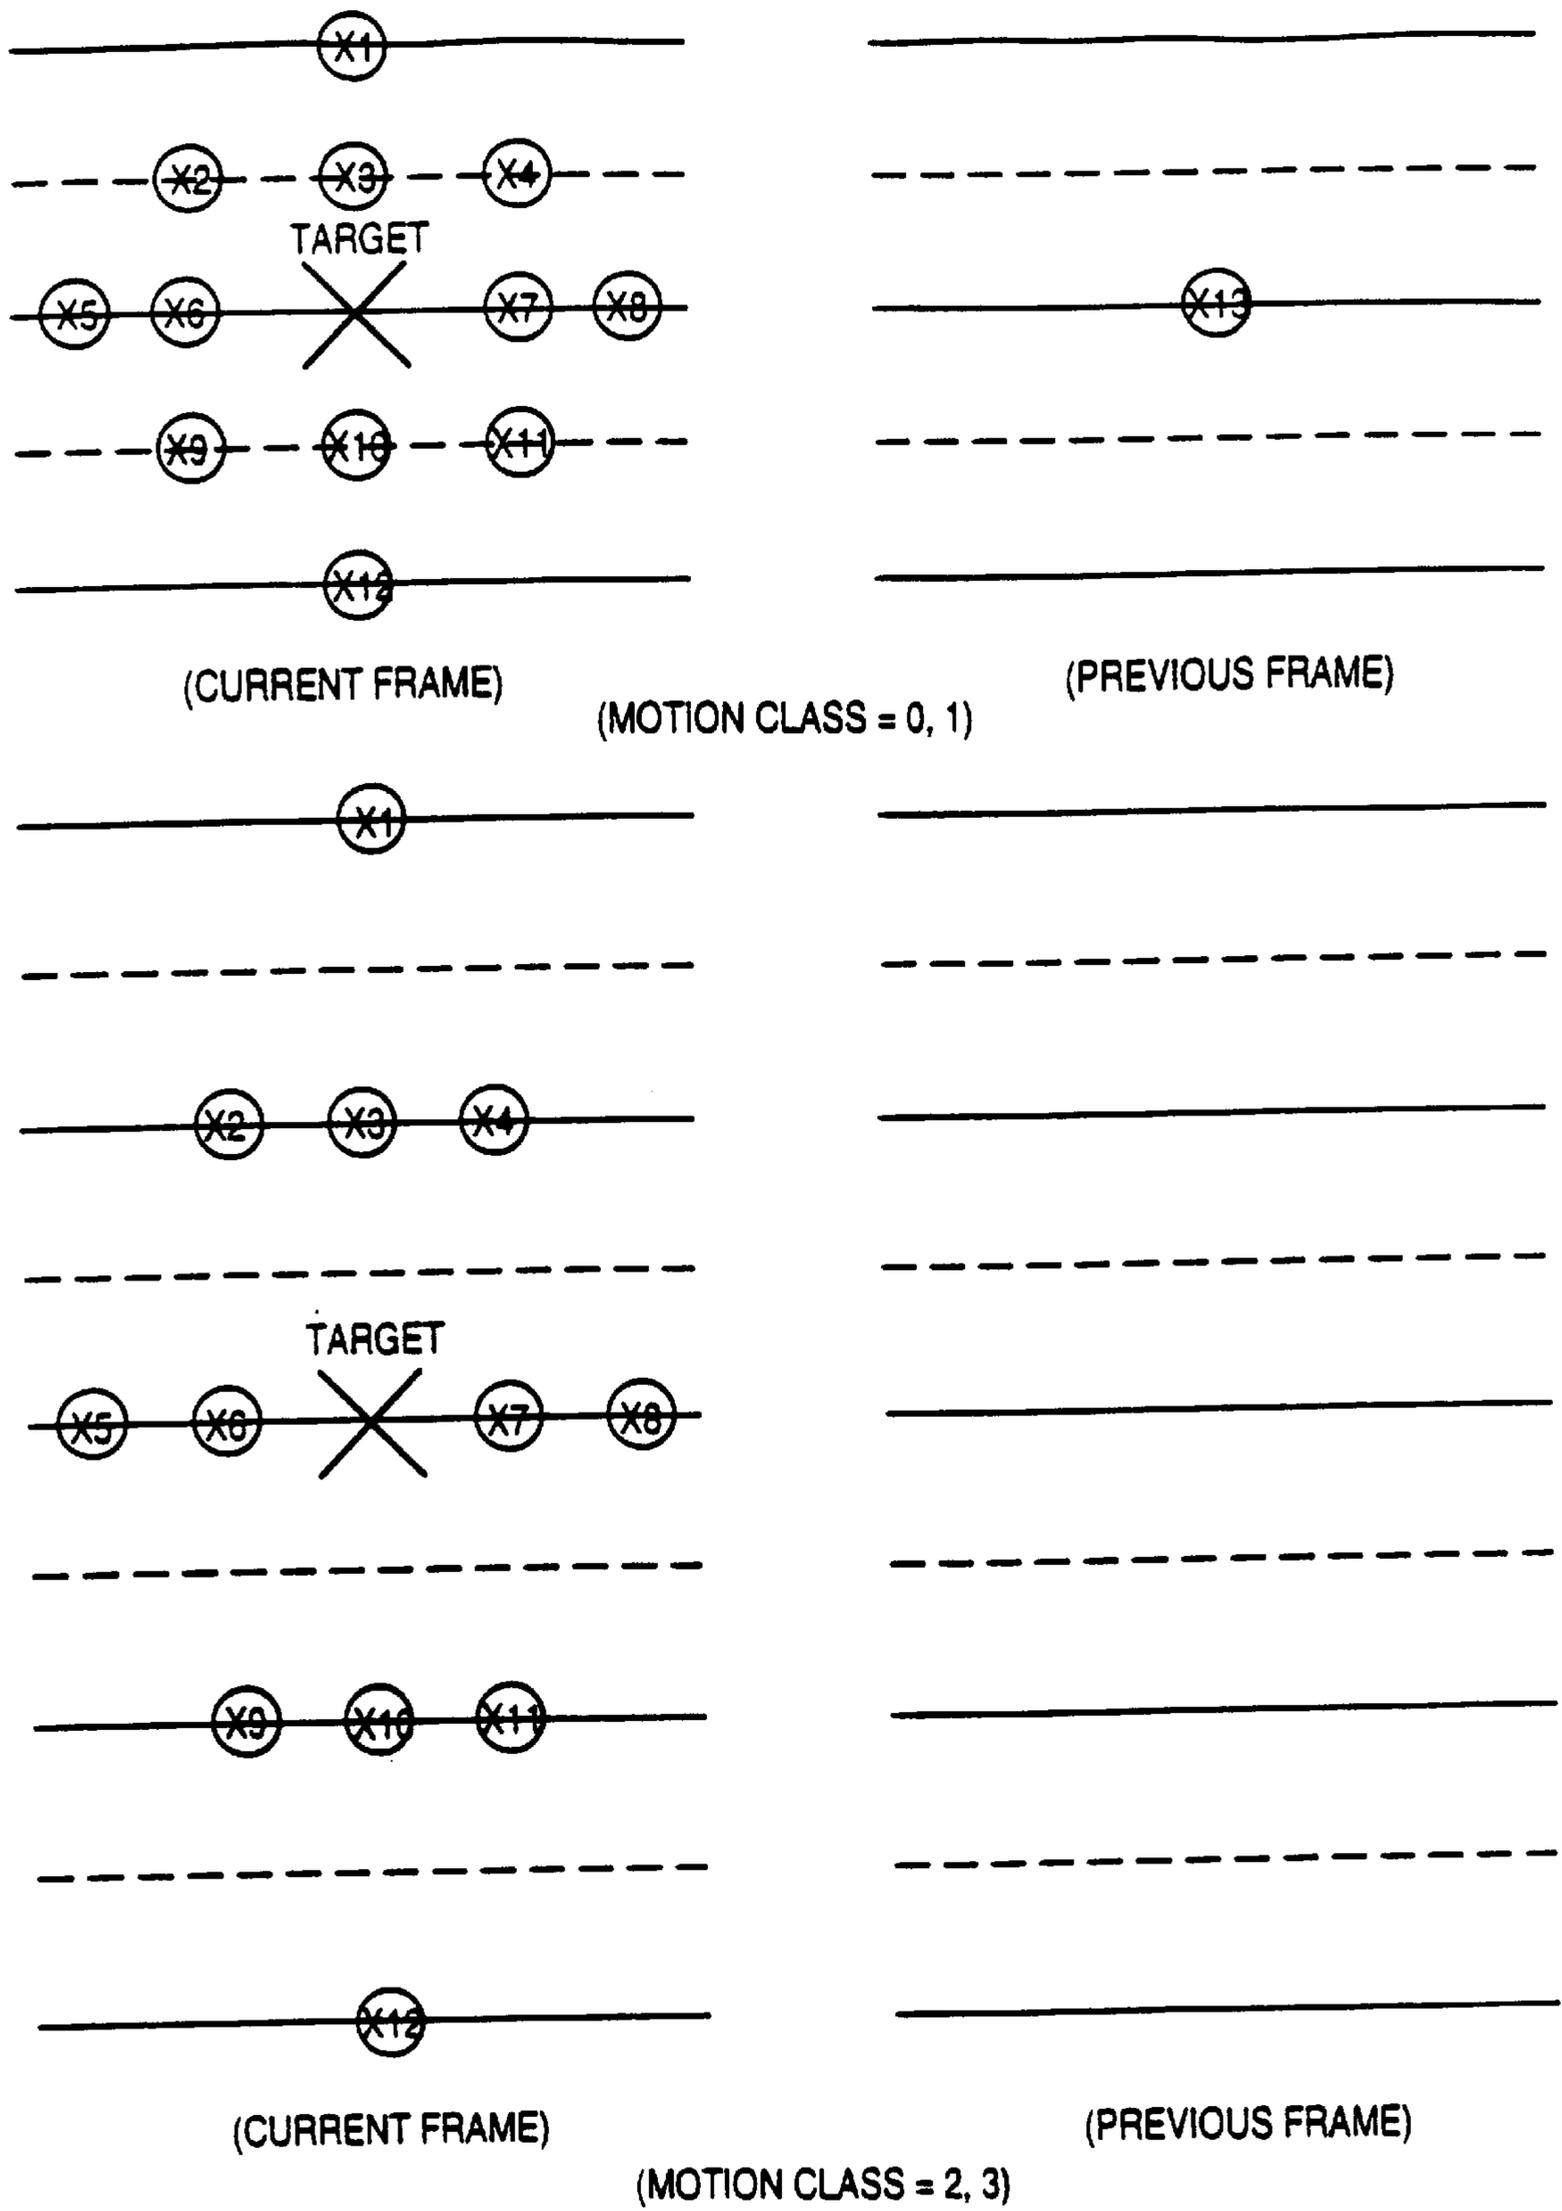 X1
X2 X3 X4
TARGET
X5 X6 X7 X8
X13
X9 X10 X11
X12
(CURRENT FRAME)
(PREVIOUS FRAME)
(MOTION CLASS = 0, 1)
X1
X2 X3 X4
TARGET
X5 X6 X7 X8
X9 X10 X11
X12
(CURRENT FRAME)
(PREVIOUS FRAME)
(MOTION CLASS = 2, 3)